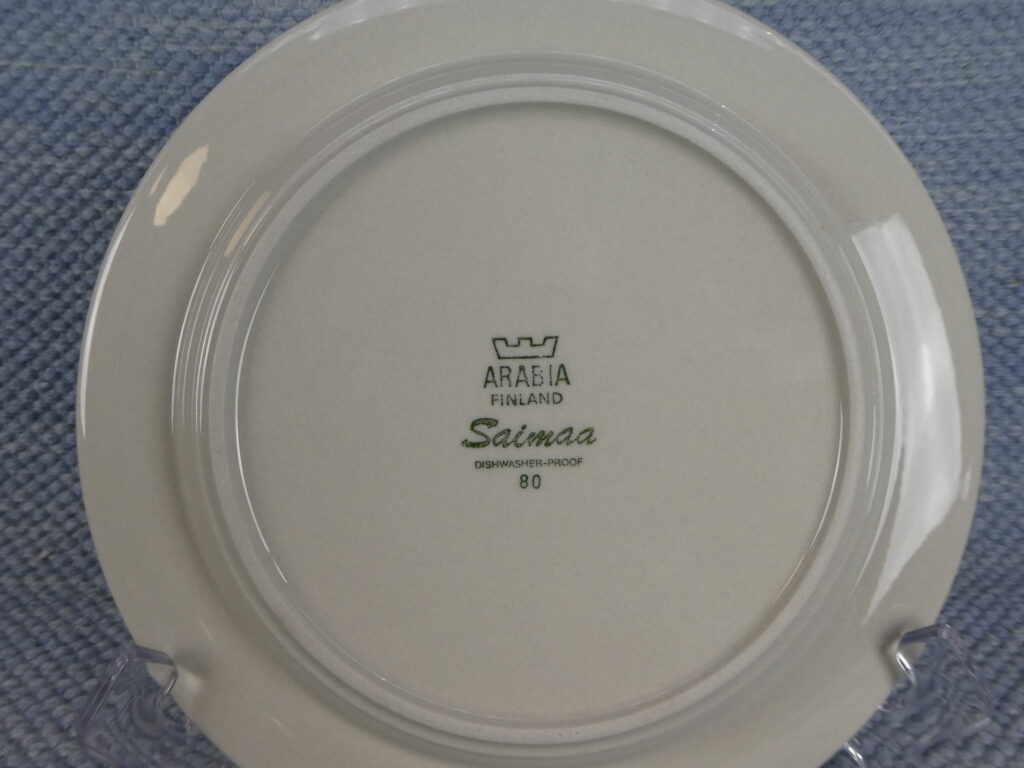 ARABIA
FINLAND
Saimaa
DISHWASHER-PROOF
80